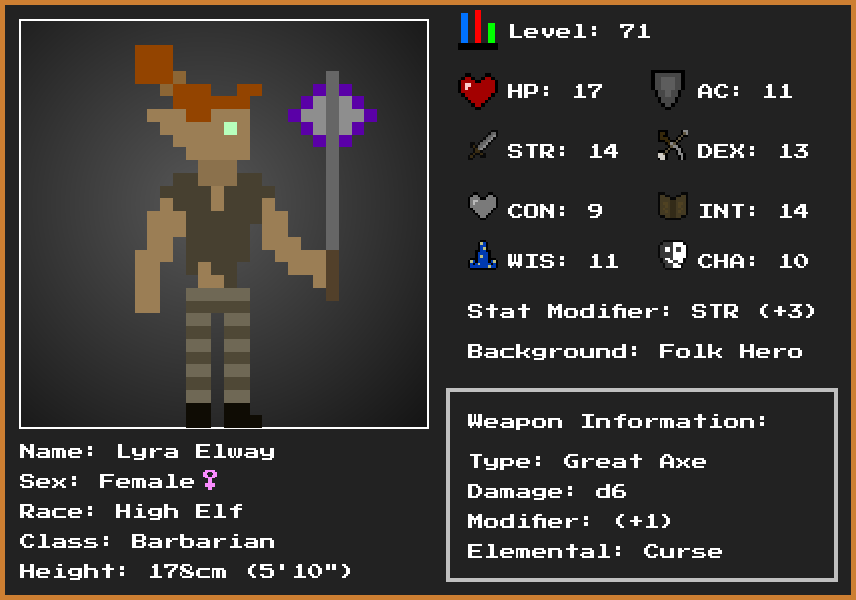 Level: 71
HP: 17 AC: 11
STR: 14 DEX: 13
CON: 9 INT: 14
WIS: 11 CHA: 10
Stat Modifier: STR (+3)
Background: Folk Hero
Weapon Information:
Type: Great Axe
Damage: d6
Modifier: (+1)
Elemental: Curse
Name: Lyra Elway
Sex: Female♀
Race: High Elf
Class: Barbarian
Height: 178cm (5'10")